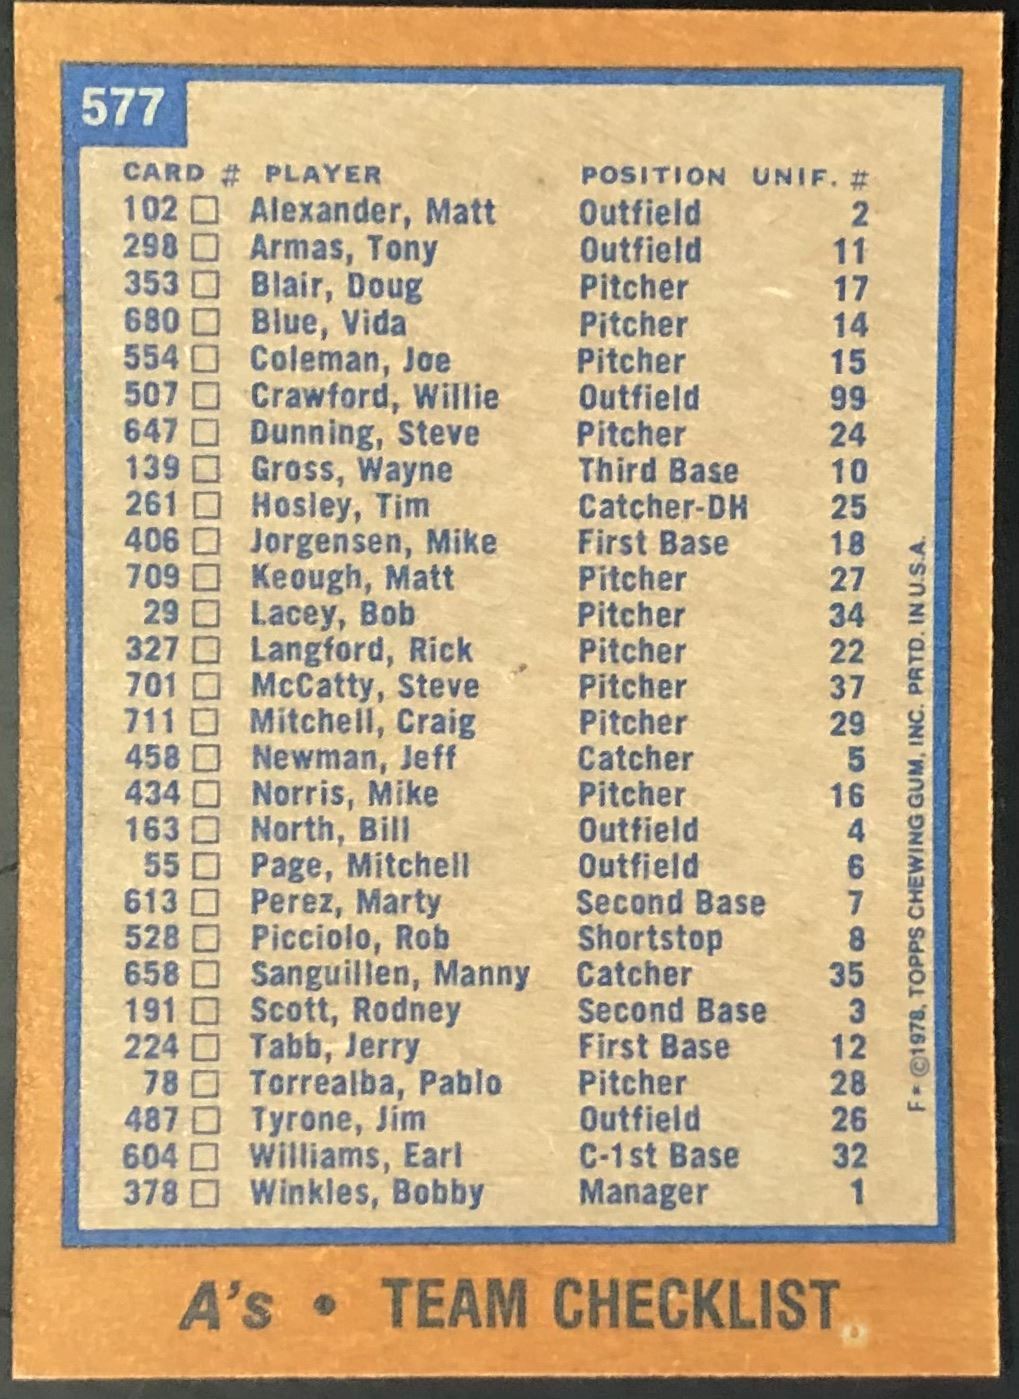 577
CARD # PLAYER POSITION UNIF. #
102 □ Alexander, Matt Outfield 2
298 □ Armas, Tony Outfield 11
353 □ Blair, Doug Pitcher 17
680 □ Blue, Vida Pitcher 14
554 □ Coleman, Joe Pitcher 15
507 □ Crawford, Willie Outfield 99
647 □ Dunning, Steve Pitcher 24
139 □ Gross, Wayne Third Base 10
261 □ Hosley, Tim Catcher-DH 25
406 □ Jorgensen, Mike First Base 18
709 □ Keough, Matt Pitcher 27
29 □ Lacey, Bob Pitcher 34
327 □ Langford, Rick Pitcher 22
701 □ McCatty, Steve Pitcher 37
711 □ Mitchell, Craig Pitcher 29
458 □ Newman, Jeff Catcher 5
434 □ Norris, Mike Pitcher 16
163 □ North, Bill Outfield 4
55 □ Page, Mitchell Outfield 6
613 □ Perez, Marty Second Base 7
528 □ Picciolo, Rob Shortstop 8
658 □ Sanguillen, Manny Catcher 35
191 □ Scott, Rodney Second Base 3
224 □ Tabb, Jerry First Base 12
78 □ Torrealba, Pablo Pitcher 28
487 □ Tyrone, Jim Outfield 26
604 □ Williams, Earl C-1st Base 32
378 □ Winkles, Bobby Manager 1
F • ©1978, TOPPS CHEWING GUM, INC. PRTD. IN U.S.A.
A's • TEAM CHECKLIST